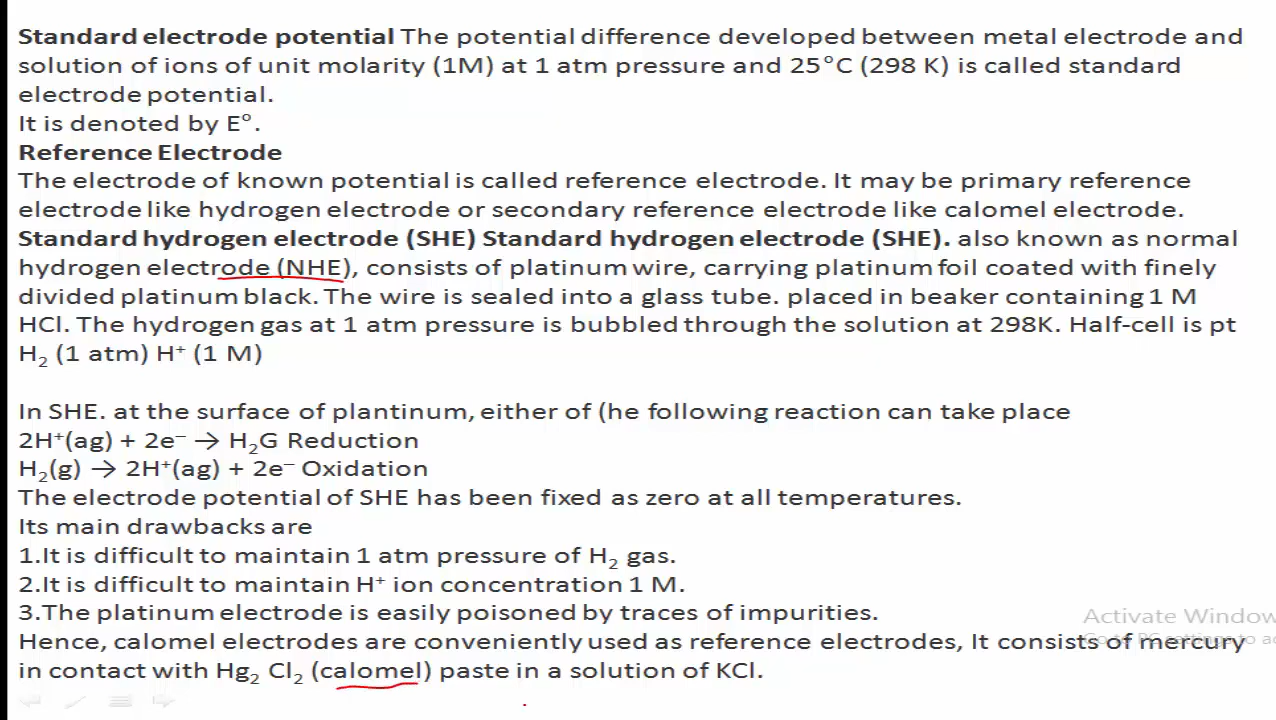 Standard electrode potential The potential difference developed between metal electrode and
solution of ions of unit molarity (1M) at 1 atm pressure and 25°C (298 K) is called standard
electrode potential.
It is denoted by E°.
Reference Electrode
The electrode of known potential is called reference electrode. It may be primary reference
electrode like hydrogen electrode or secondary reference electrode like calomel electrode.
Standard hydrogen electrode (SHE) Standard hydrogen electrode (SHE). also known as normal
hydrogen electrode (NHE), consists of platinum wire, carrying platinum foil coated with finely
divided platinum black. The wire is sealed into a glass tube. placed in beaker containing 1 M
HCl. The hydrogen gas at 1 atm pressure is bubbled through the solution at 298K. Half-cell is pt
H₂ (1 atm) H⁺ (1 M)
In SHE. at the surface of plantinum, either of (he following reaction can take place
2H⁺(ag) + 2e⁻ → H₂G Reduction
H₂(g) → 2H⁺(ag) + 2e⁻ Oxidation
The electrode potential of SHE has been fixed as zero at all temperatures.
Its main drawbacks are
1.It is difficult to maintain 1 atm pressure of H₂ gas.
2.It is difficult to maintain H⁺ ion concentration 1 M.
3.The platinum electrode is easily poisoned by traces of impurities.
Activate Window
Hence, calomel electrodes are conveniently used as reference electrodes, It consists of mercury
Go to PC settings to a
in contact with Hg₂ Cl₂ (calomel) paste in a solution of KCl.